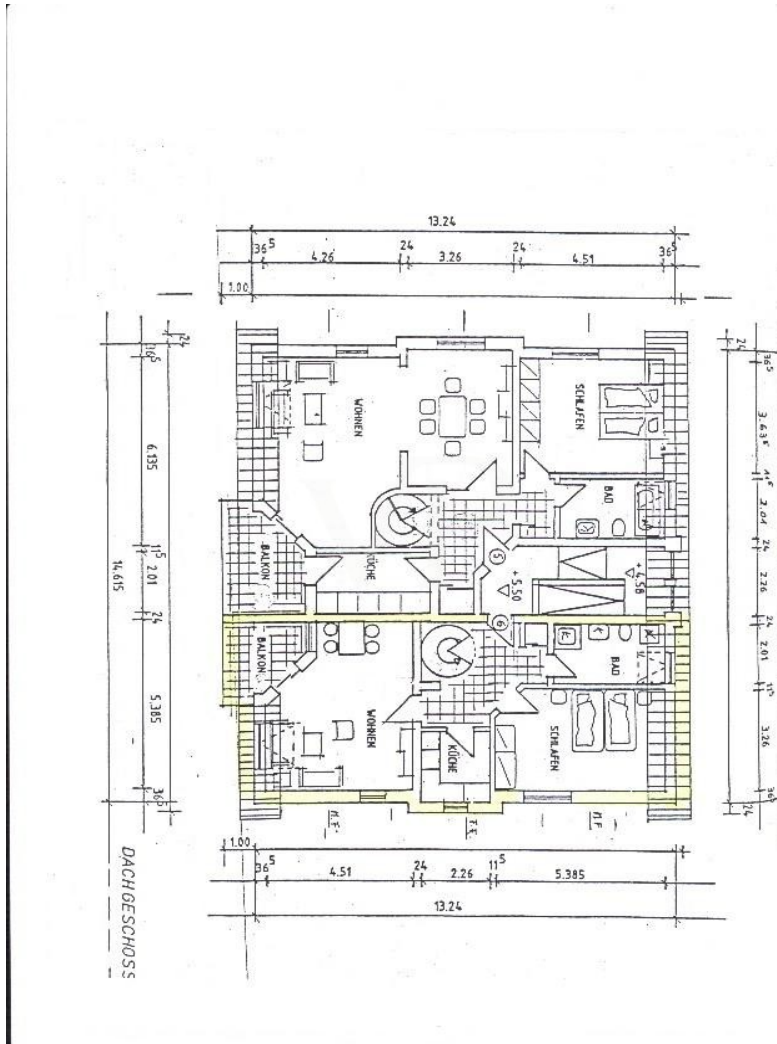 13.24
36⁵ 4.26 24 3.26 24 4.51 36⁵
1.00
24
36⁵
6.135
11⁵
2.01
24
5.385
36⁵
14.615
24
36⁵
3.63⁵
11⁵
2.01
24
2.26
24
2.01
11⁵
3.26
36⁵
24
WOHNEN
SCHLAFEN
BAD
BALKON
KÜCHE
5
+ 5.50
+ 4.58
6
BALKON
WOHNEN
KÜCHE
BAD
SCHLAFEN
1.00
36⁵ 4.51 24 2.26 11⁵ 5.385
13.24
DACHGESCHOSS